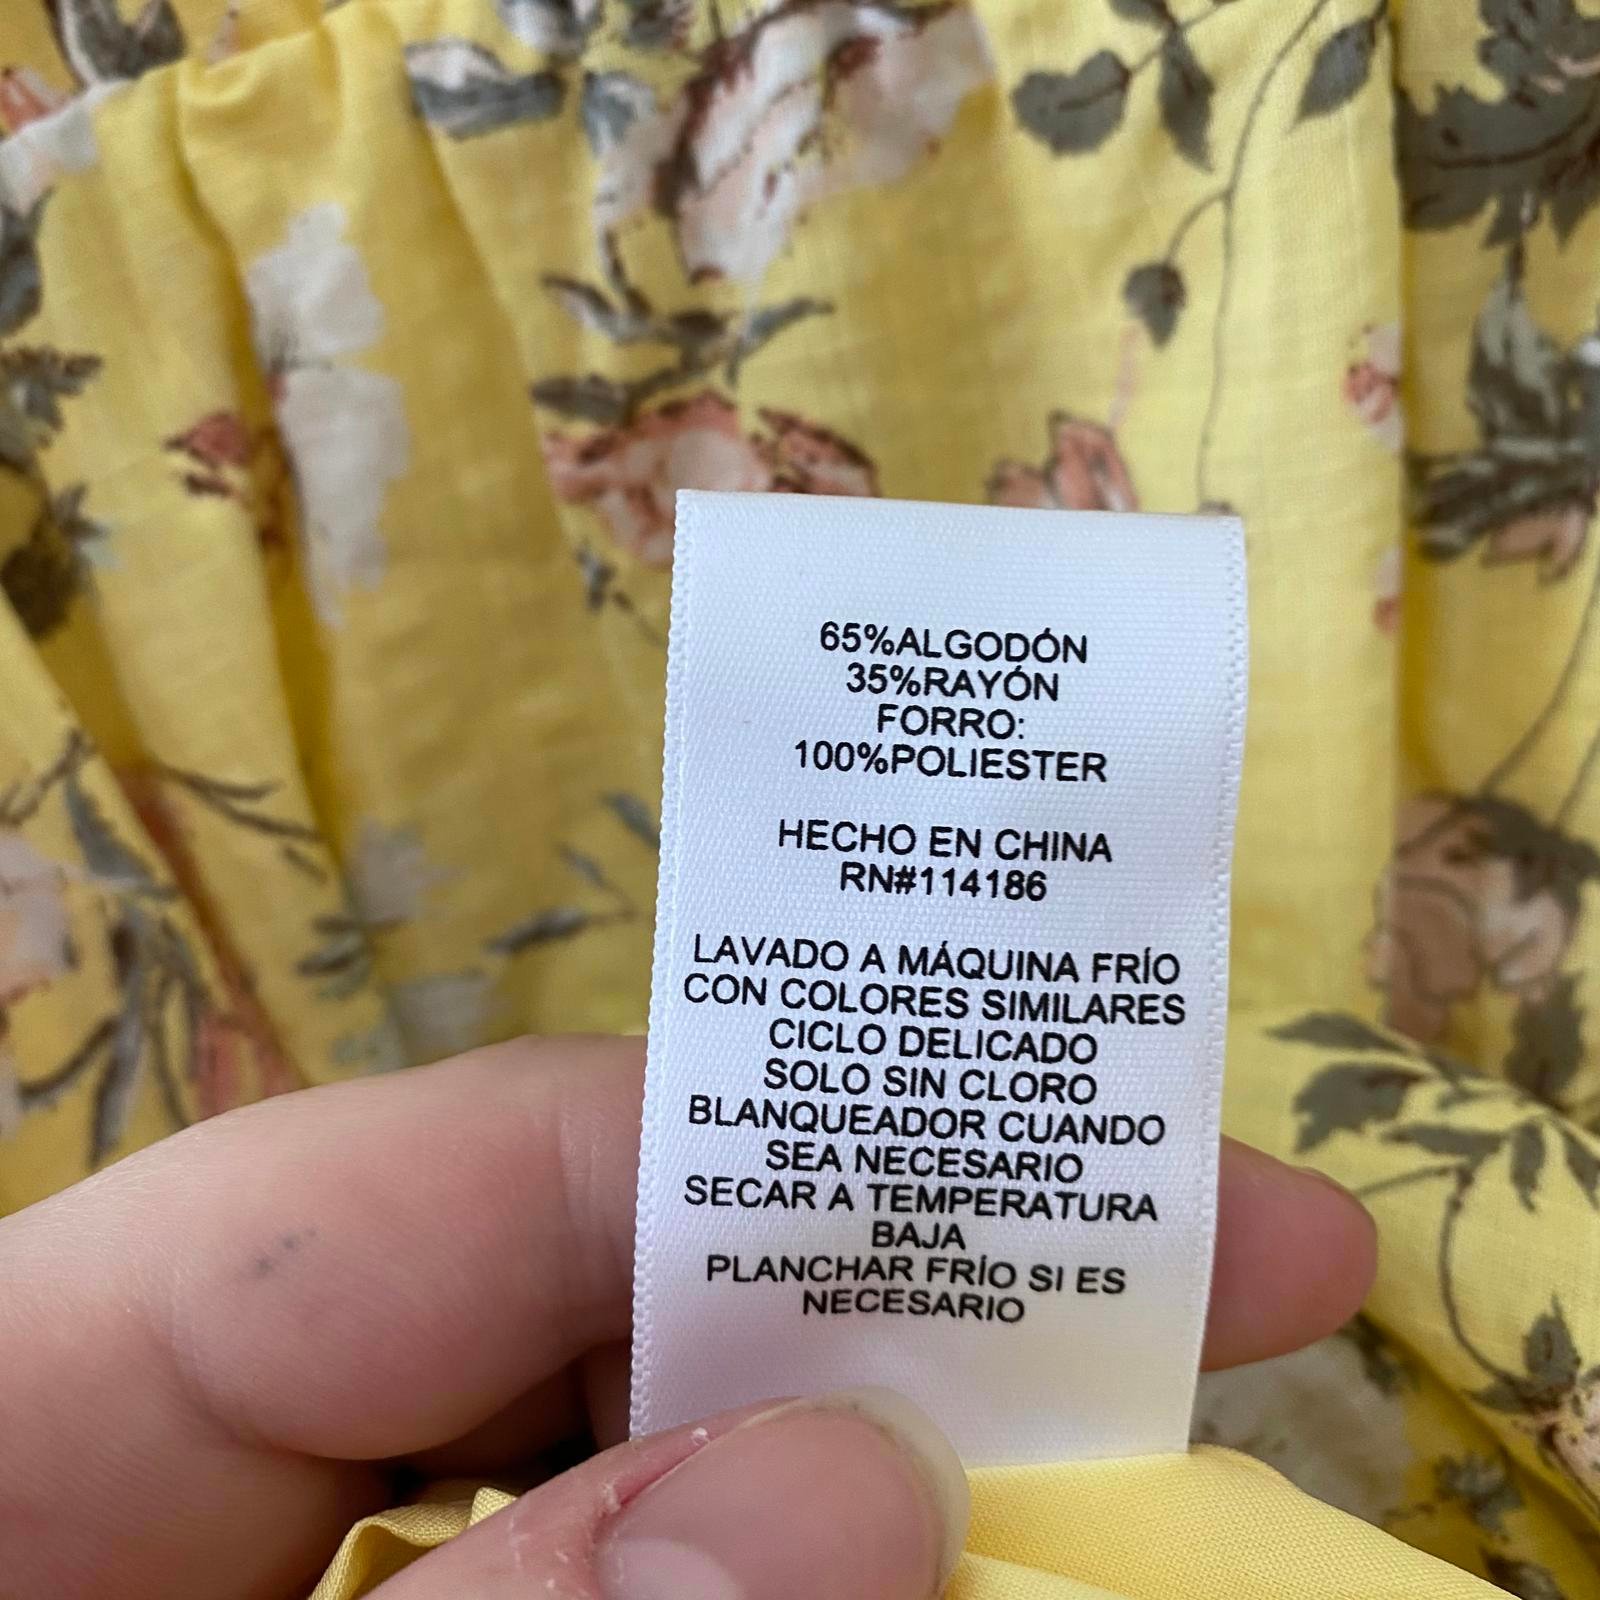 65%ALGODÓN
35%RAYÓN
FORRO:
100%POLIESTER
HECHO EN CHINA
RN#114186
LAVADO A MÁQUINA FRÍO
CON COLORES SIMILARES
CICLO DELICADO
SOLO SIN CLORO
BLANQUEADOR CUANDO
SEA NECESARIO
SECAR A TEMPERATURA
BAJA
PLANCHAR FRÍO SI ES
NECESARIO